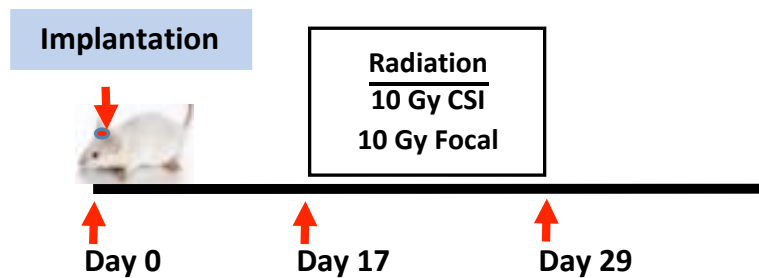 Implantation
Radiation
10 Gy CSI
10 Gy Focal
Day 0
Day 17
Day 29